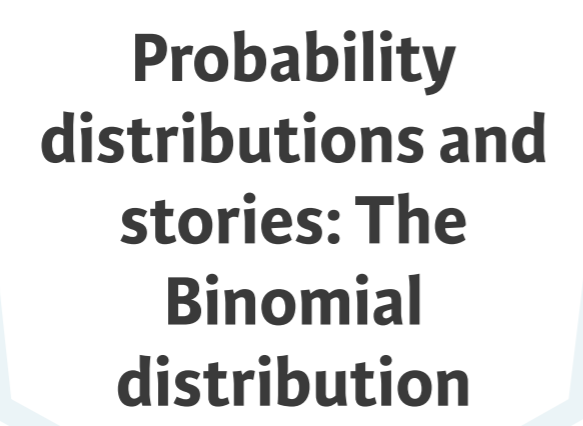 Probability
distributions and
stories: The
Binomial
distribution